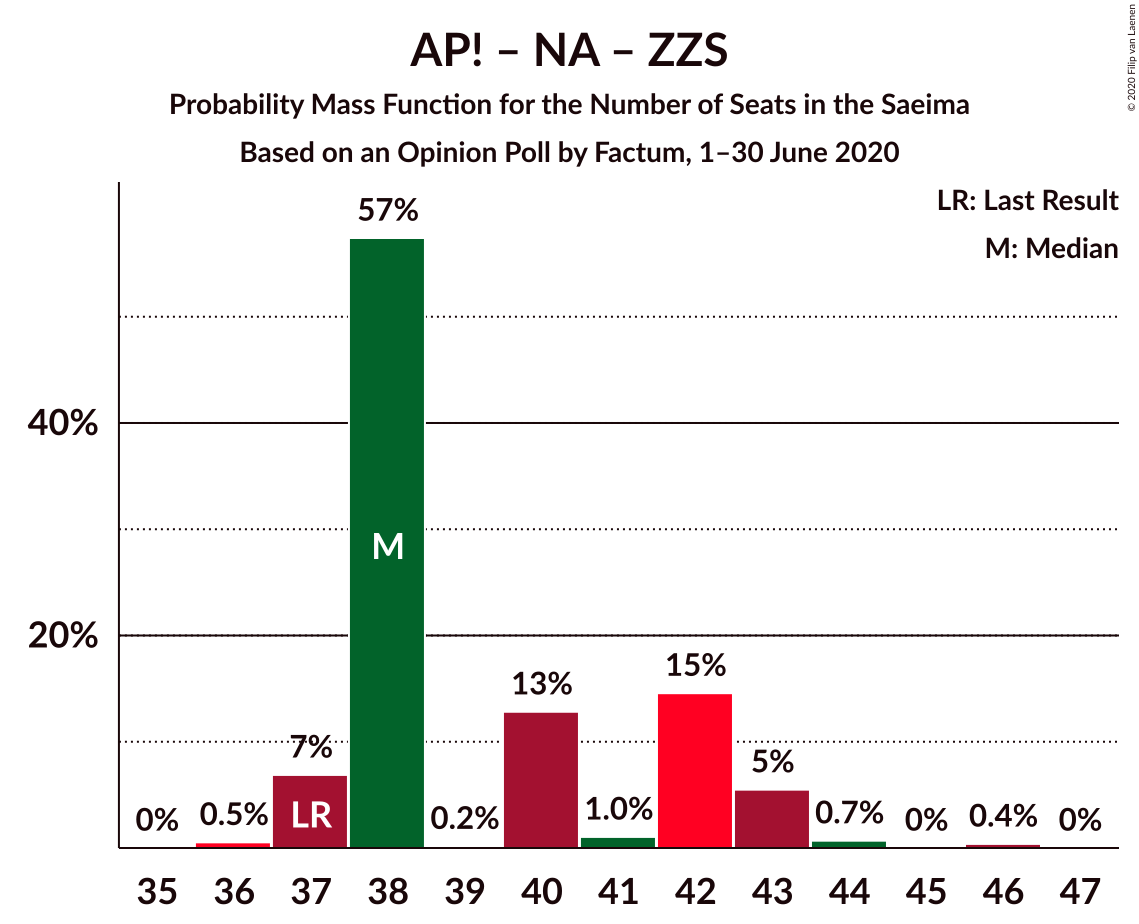 AP! – NA – ZZS
Probability Mass Function for the Number of Seats in the Saeima
Based on an Opinion Poll by Factum, 1–30 June 2020
© 2020 Filip van Laenen
LR: Last Result
M: Median
57%
40%
M
20%
15%
13%
7%
5%
0%
0.5%
LR
0.2%
1.0%
0.7%
0%
0.4%
0%
35 36 37 38 39 40 41 42 43 44 45 46 47